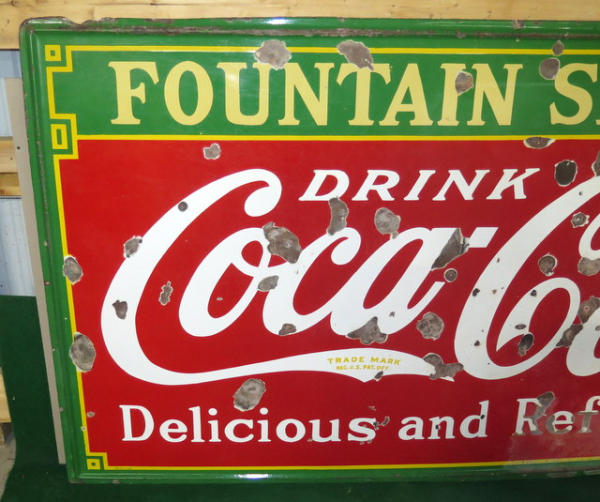 FOUNTAIN S
DRINK
Coca-Co
TRADE MARK
REG. U.S. PAT. OFF.
Delicious and Ref